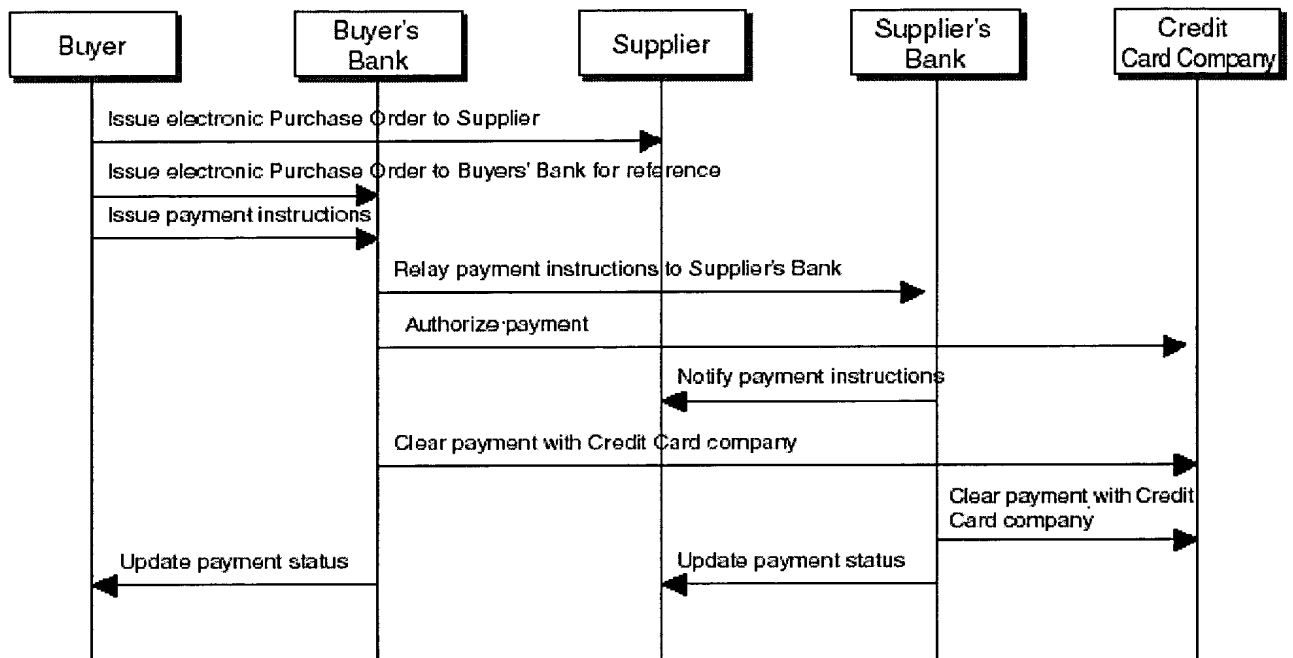 Buyer
Buyer's
Bank
Supplier
Supplier's
Bank
Credit
Card Company
Issue electronic Purchase Order to Supplier
Issue electronic Purchase Order to Buyers' Bank for reference
Issue payment instructions
Relay payment instructions to Supplier's Bank
Authorize payment
Notify payment instructions
Clear payment with Credit Card company
Clear payment with Credit
Card company
Update payment status
Update payment status